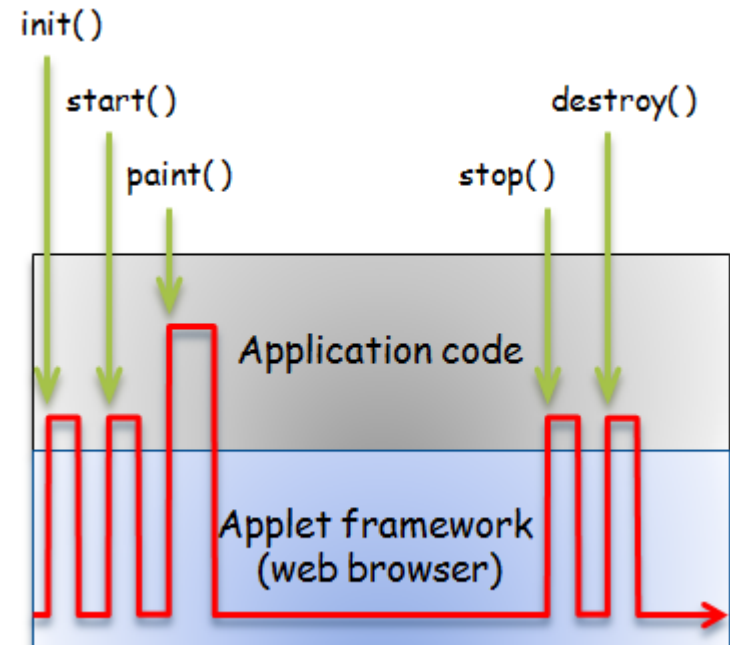 init()
start()
destroy()
paint()
stop()
Application code
Applet framework
(web browser)